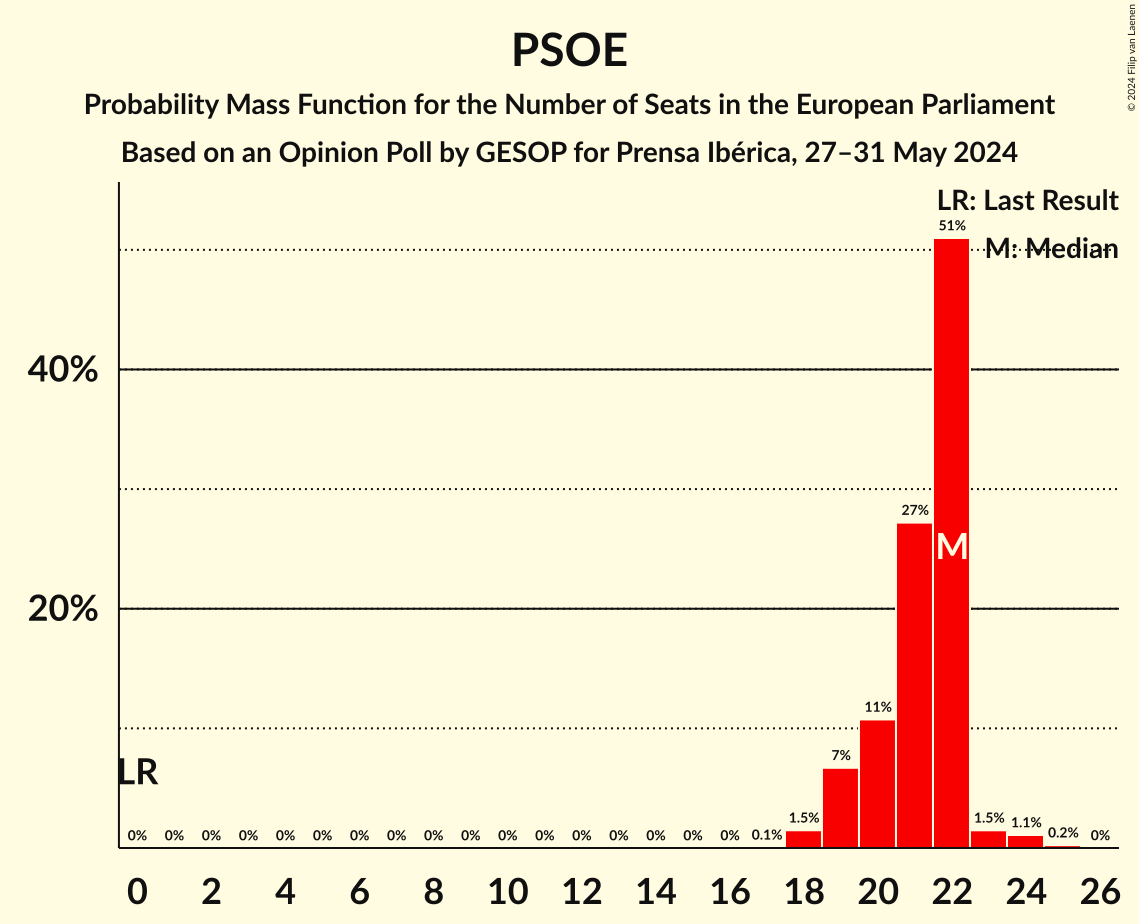 PSOE
Probability Mass Function for the Number of Seats in the European Parliament
Based on an Opinion Poll by GESOP for Prensa Ibérica, 27–31 May 2024
© 2024 Filip van Laenen
LR: Last Result
M: Median
40%
20%
LR
M
0% 0% 0% 0% 0% 0% 0% 0% 0% 0% 0% 0% 0% 0% 0% 0% 0% 0.1% 1.5% 7% 11% 27% 51% 1.5% 1.1% 0.2% 0%
0 2 4 6 8 10 12 14 16 18 20 22 24 26